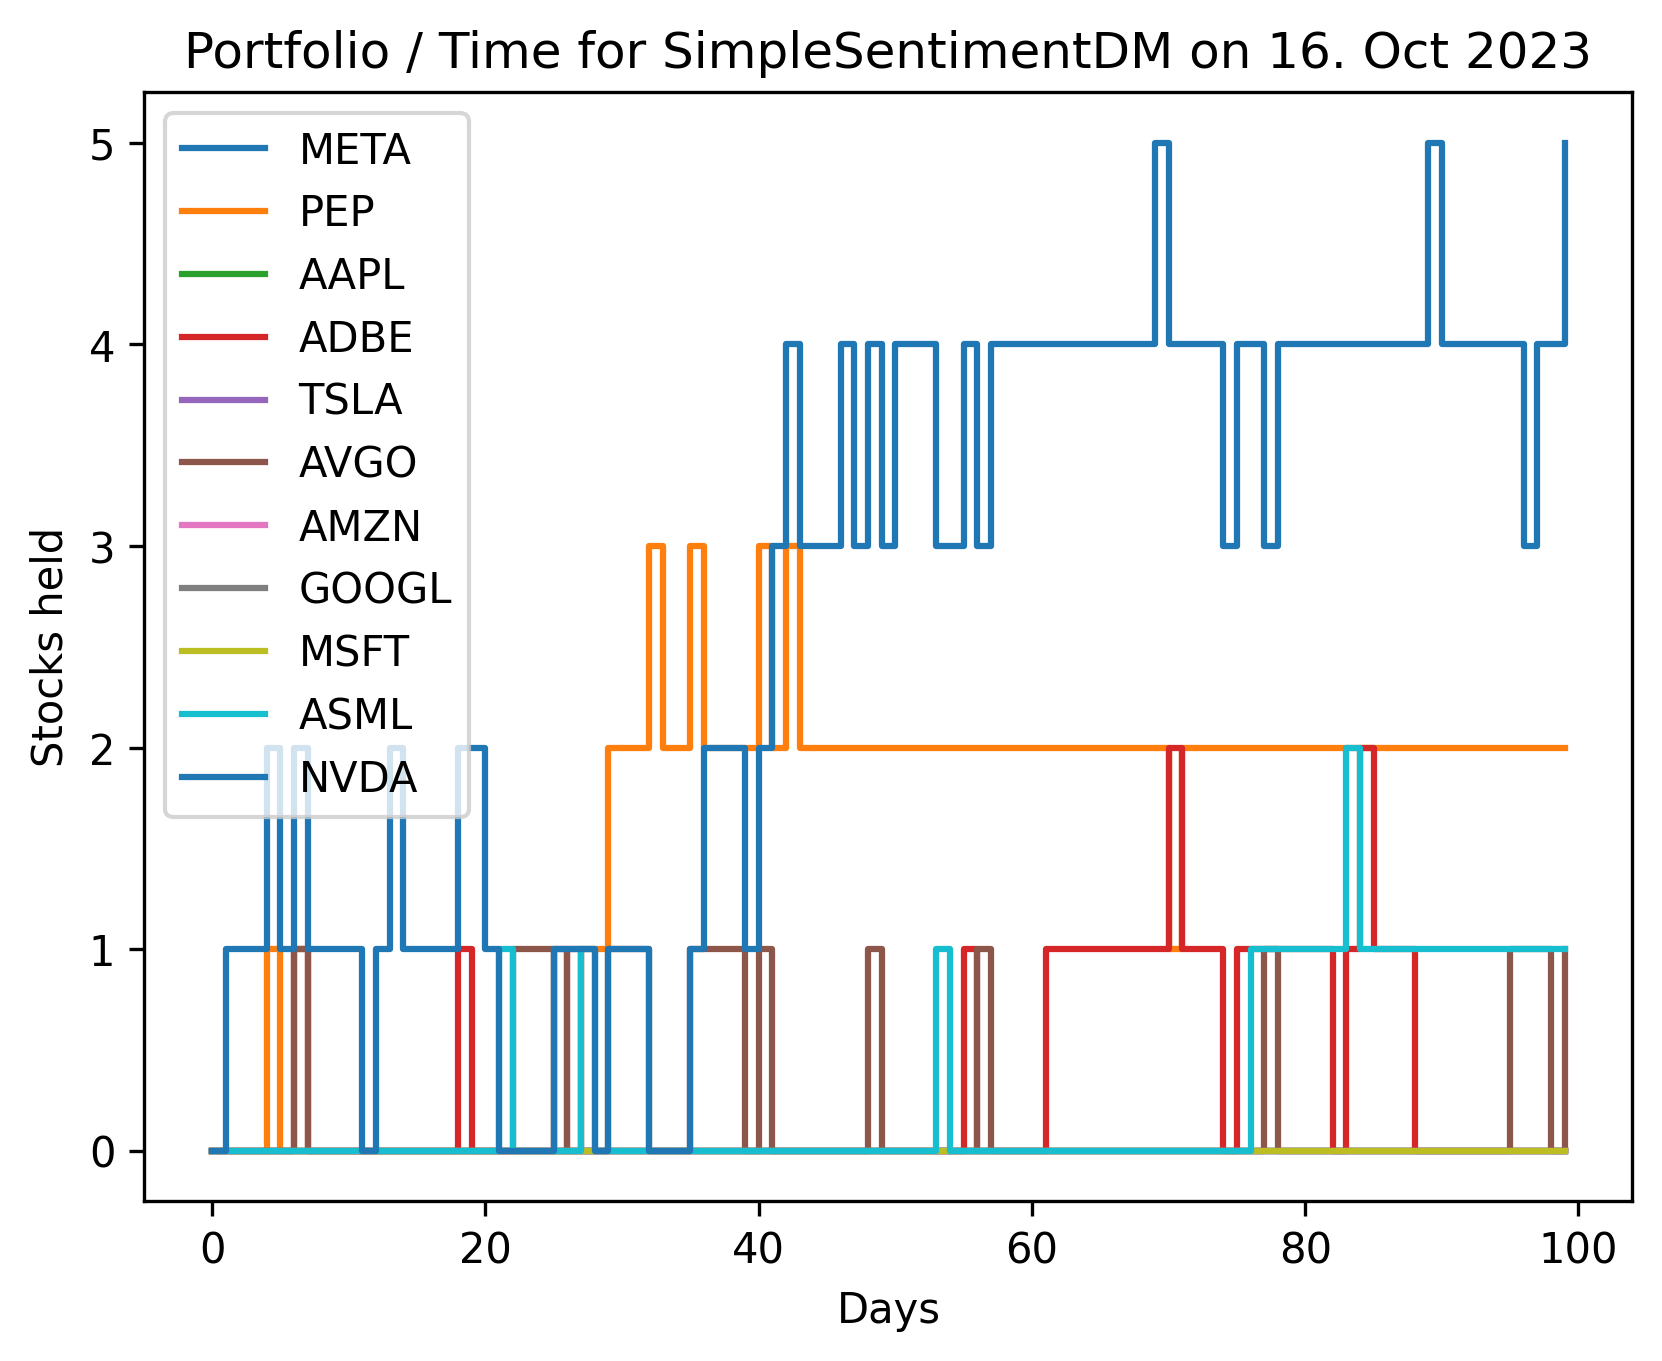 Portfolio / Time for SimpleSentimentDM on 16. Oct 2023
META
PEP
AAPL
ADBE
TSLA
AVGO
AMZN
GOOGL
MSFT
ASML
NVDA
Stocks held
5
4
3
2
1
0
0 20 40 60 80 100
Days